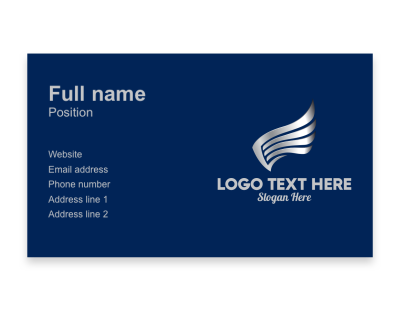 Full name
Position
Website
Email address
Phone number
Address line 1
Address line 2
LOGO TEXT HERE
Slogan Here